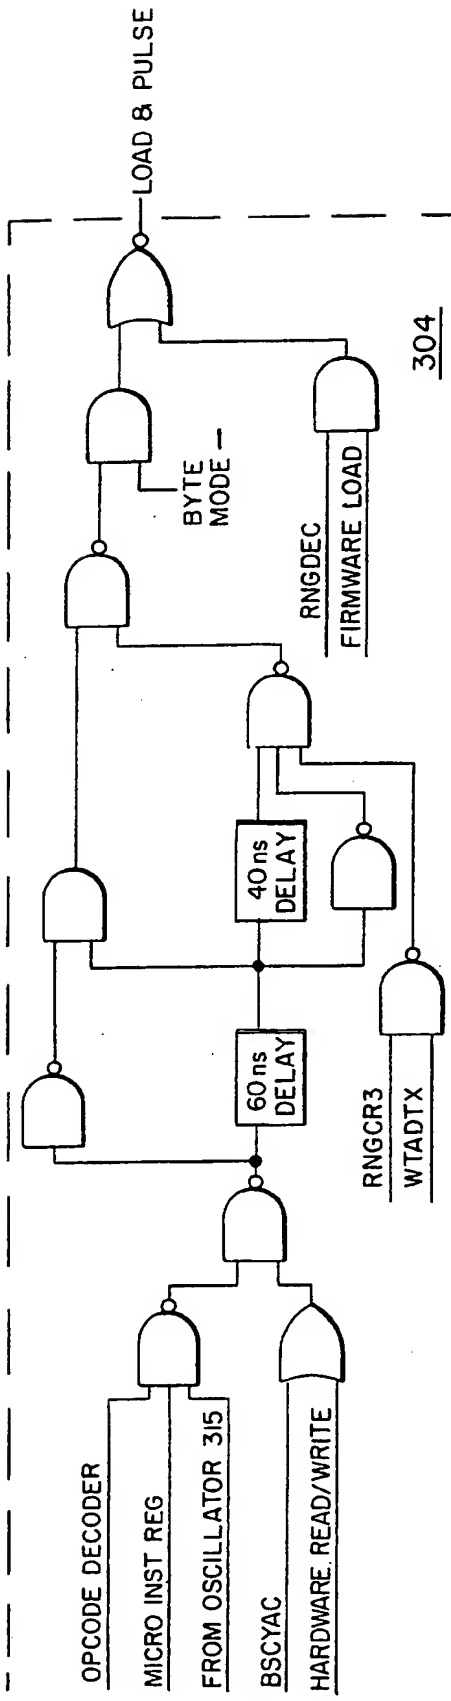 OPCODE DECODER
MICRO INST REG
FROM OSCILLATOR 315
BSCYAC
HARDWARE READ/WRITE
60ns
DELAY
40ns
DELAY
RNGCR3
WTADTX
BYTE
MODE –
RNGDEC
FIRMWARE LOAD
LOAD & PULSE
304